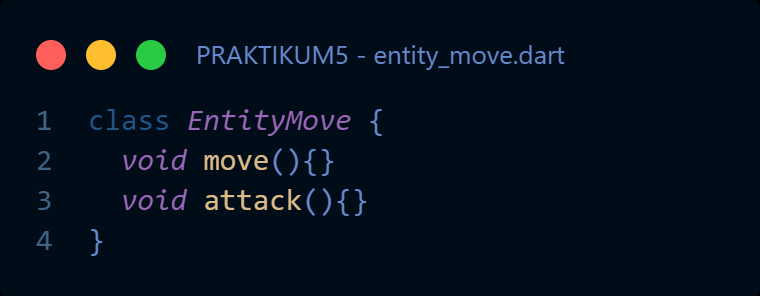 PRAKTIKUM5 - entity_move.dart
1 class EntityMove {
2   void move(){}
3   void attack(){}
4 }